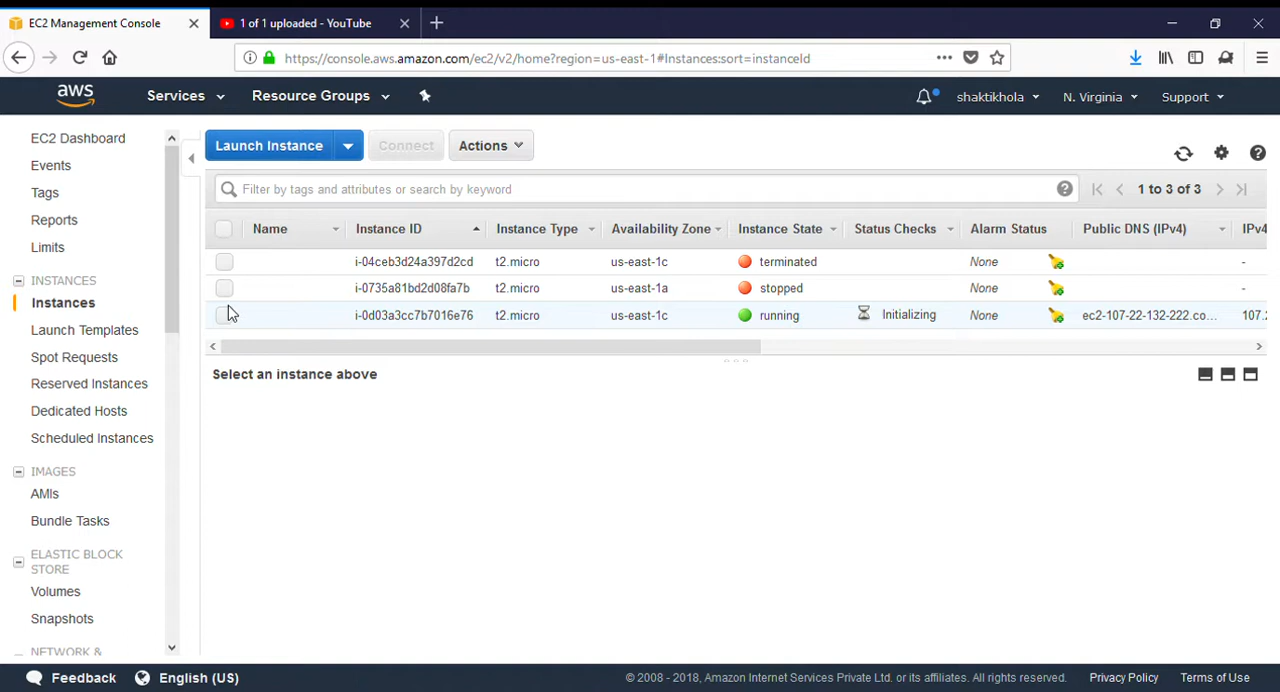 EC2 Management Console
1 of 1 uploaded - YouTube
https://console.aws.amazon.com/ec2/v2/home?region=us-east-1#Instances:sort=instanceId
aws
Services
Resource Groups
shaktikhola
N. Virginia
Support
EC2 Dashboard
Events
Tags
Reports
Limits
INSTANCES
Instances
Launch Templates
Spot Requests
Reserved Instances
Dedicated Hosts
Scheduled Instances
IMAGES
AMIs
Bundle Tasks
ELASTIC BLOCK
STORE
Volumes
Snapshots
NETWORK &
Launch Instance
Connect
Actions
Filter by tags and attributes or search by keyword
1 to 3 of 3
Name Instance ID Instance Type Availability Zone Instance State Status Checks Alarm Status Public DNS (IPv4) IPv4
i-04ceb3d24a397d2cd t2.micro us-east-1c terminated None -
i-0735a81bd2d08fa7b t2.micro us-east-1a stopped None -
i-0d03a3cc7b7016e76 t2.micro us-east-1c running Initializing None ec2-107-22-132-222.co... 107.2
Select an instance above
Feedback
English (US)
© 2008 - 2018, Amazon Internet Services Private Ltd. or its affiliates. All rights reserved.
Privacy Policy
Terms of Use